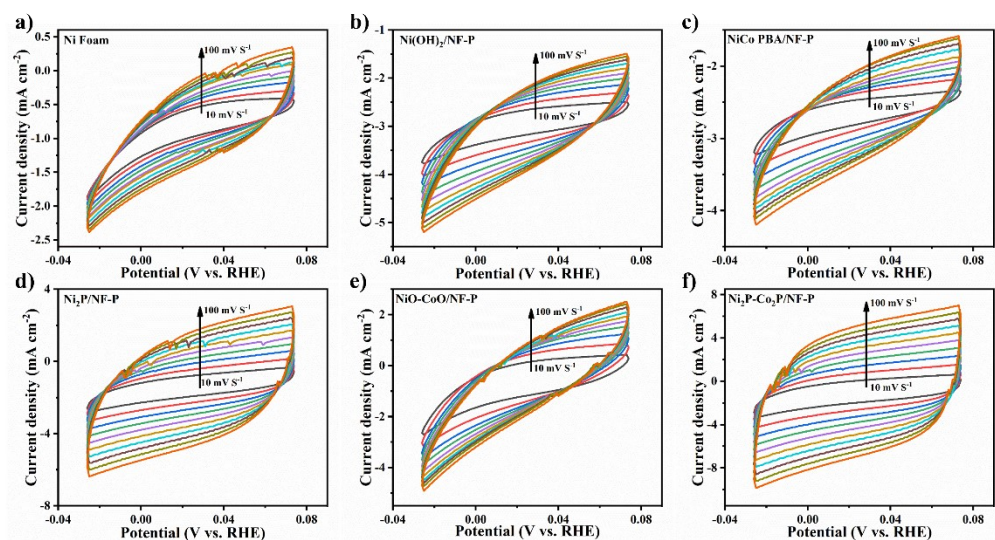 a)
Ni Foam
100 mV S⁻¹
10 mV S⁻¹
0.5
0.0
-0.5
-1.0
-1.5
-2.0
-2.5
Current density (mA cm⁻²)
-0.04 0.00 0.04 0.08
Potential (V vs. RHE)
b)
Ni(OH)₂/NF-P
100 mV S⁻¹
10 mV S⁻¹
-1
-2
-3
-4
-5
Current density (mA cm⁻²)
-0.04 0.00 0.04 0.08
Potential (V vs. RHE)
c)
NiCo PBA/NF-P
100 mV S⁻¹
10 mV S⁻¹
-2
-3
-4
Current density (mA cm⁻²)
-0.04 0.00 0.04 0.08
Potential (V vs. RHE)
d)
Ni₂P/NF-P
100 mV S⁻¹
10 mV S⁻¹
4
0
-4
-8
Current density (mA cm⁻²)
-0.04 0.00 0.04 0.08
Potential (V vs. RHE)
e)
NiO-CoO/NF-P
100 mV S⁻¹
10 mV S⁻¹
2
0
-2
-4
Current density (mA cm⁻²)
-0.04 0.00 0.04 0.08
Potential (V vs. RHE)
f)
Ni₂P-Co₂P/NF-P
100 mV S⁻¹
10 mV S⁻¹
8
4
0
-4
-8
Current density (mA cm⁻²)
-0.04 0.00 0.04 0.08
Potential (V vs. RHE)